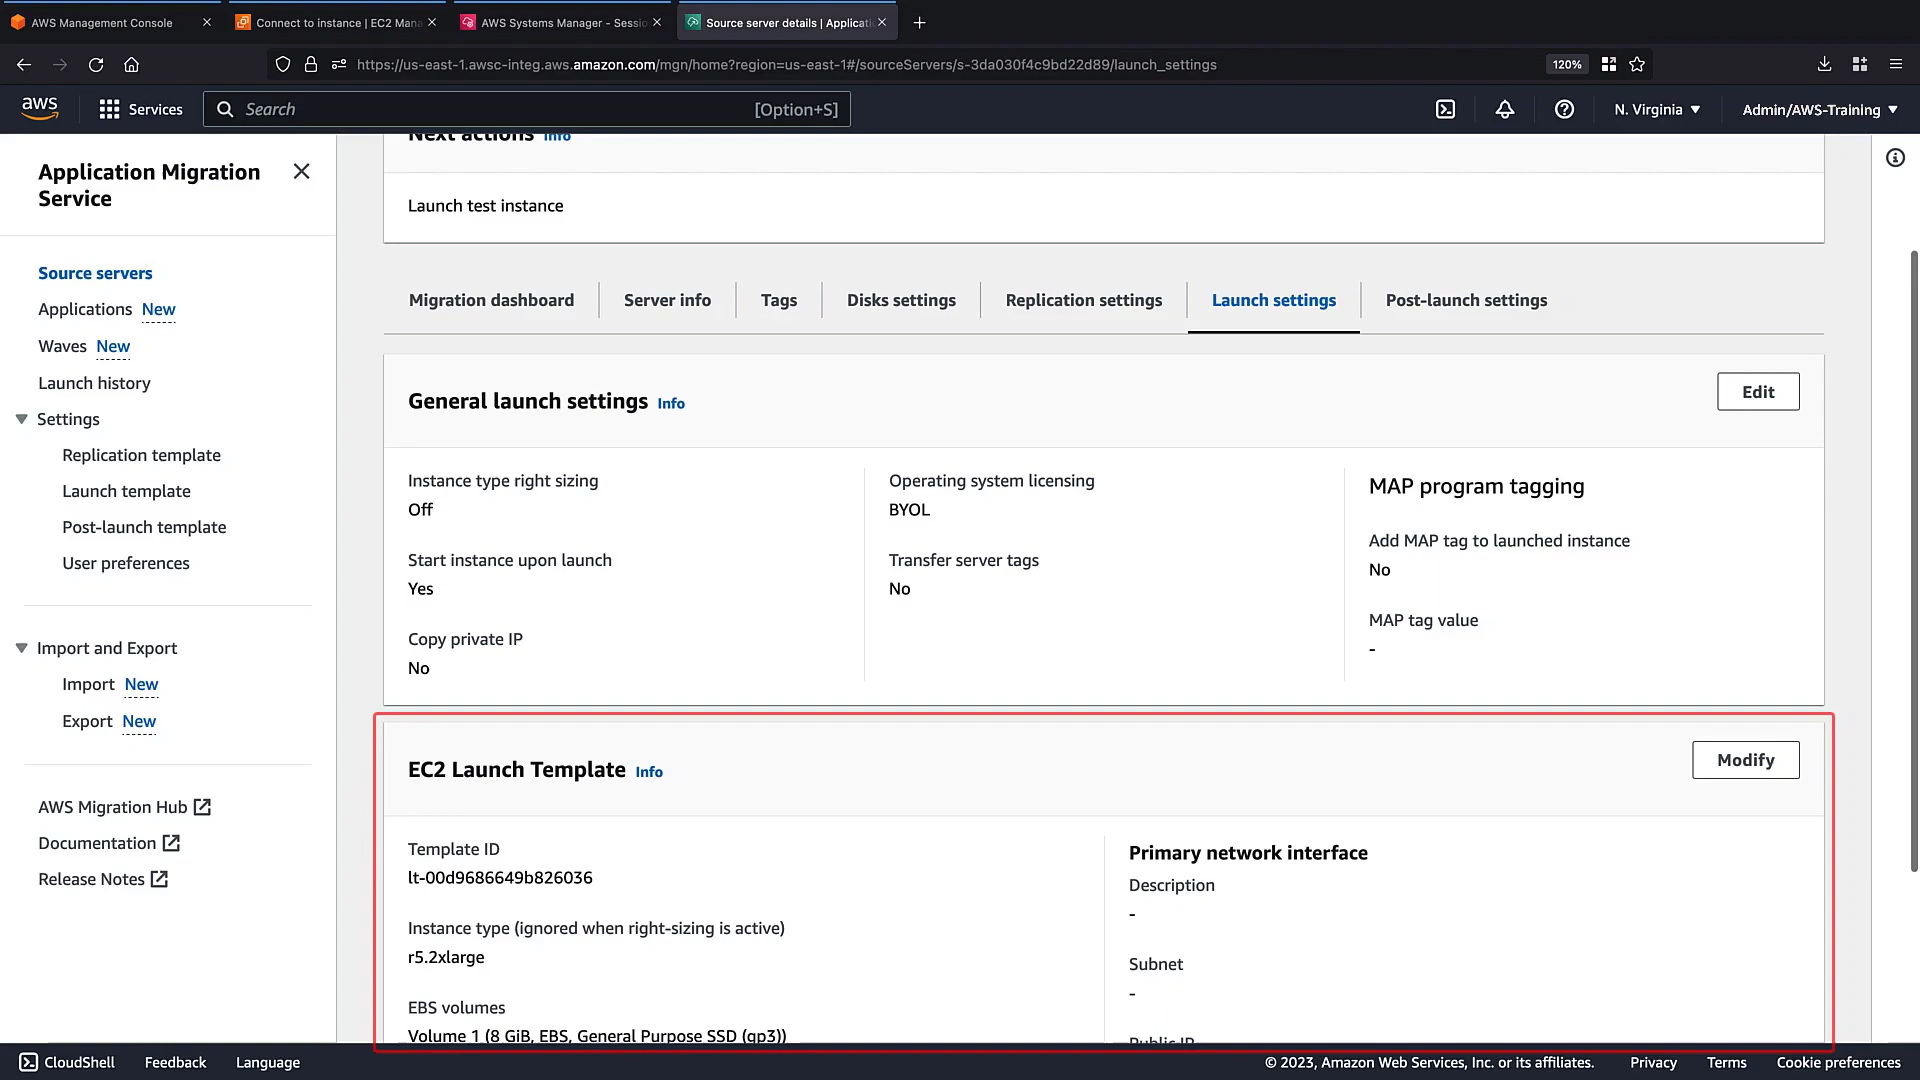 AWS Management Console
Connect to instance | EC2 Man
AWS Systems Manager - Sessio
Source server details | Applicati
https://us-east-1.awsc-integ.aws.amazon.com/mgn/home?region=us-east-1#/sourceServers/s-3da030f4c9bd22d89/launch_settings
120%
aws
Services
Search
[Option+S]
N. Virginia
Admin/AWS-Training
Application Migration
Service
Source servers
Applications New
Waves New
Launch history
Settings
Replication template
Launch template
Post-launch template
User preferences
Import and Export
Import New
Export New
AWS Migration Hub
Documentation
Release Notes
Next actions Info
Launch test instance
Migration dashboard
Server info
Tags
Disks settings
Replication settings
Launch settings
Post-launch settings
General launch settings Info
Edit
Instance type right sizing
Off
Start instance upon launch
Yes
Copy private IP
No
Operating system licensing
BYOL
Transfer server tags
No
MAP program tagging
Add MAP tag to launched instance
No
MAP tag value
-
EC2 Launch Template Info
Modify
Template ID
lt-00d9686649b826036
Instance type (ignored when right-sizing is active)
r5.2xlarge
EBS volumes
Volume 1 (8 GiB, EBS, General Purpose SSD (gp3))
Primary network interface
Description
-
Subnet
-
Public IP
CloudShell
Feedback
Language
© 2023, Amazon Web Services, Inc. or its affiliates.
Privacy
Terms
Cookie preferences